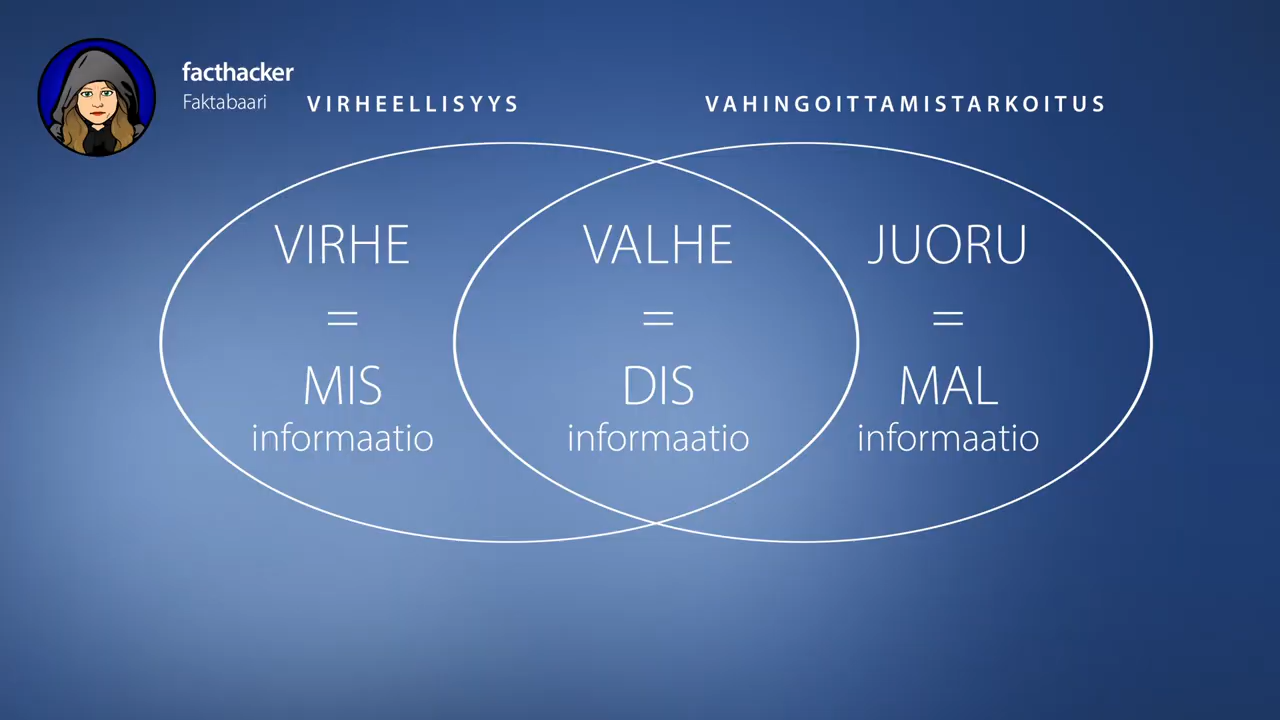 facthacker
Faktabaari
VIRHEELLISYYS
VAHINGOITTAMISTARKOITUS
VIRHE
=
MIS
informaatio
VALHE
=
DIS
informaatio
JUORU
=
MAL
informaatio